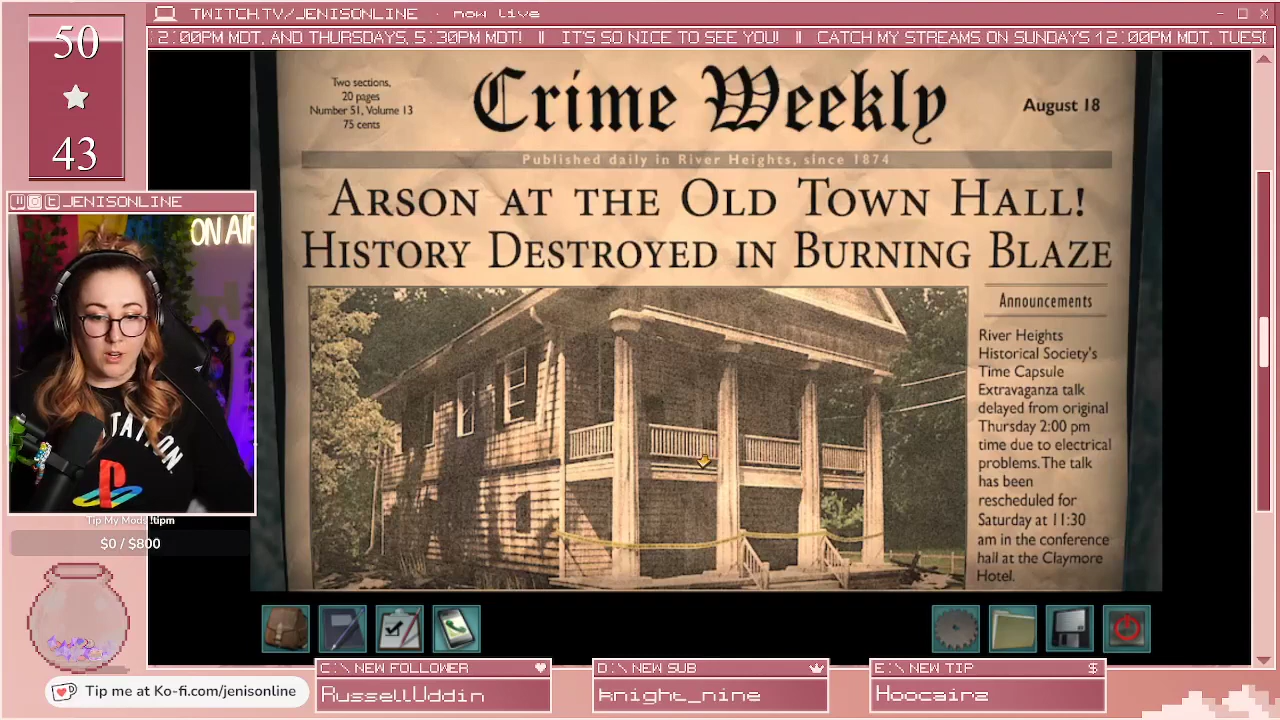 TWITCH.TV/JENISONLINE · now live
2:00PM MDT, AND THURSDAYS, 5:30PM MDT! || IT'S SO NICE TO SEE YOU! || CATCH MY STREAMS ON SUNDAYS 12:00PM MDT, TUES
50
43
JENISONLINE
ON AIR
STATION
Tip My Mods !tipm
$0 / $800
Tip me at Ko-fi.com/jenisonline
Two sections,
20 pages
Number 51, Volume 13
75 cents
Crime Weekly
August 18
Published daily in River Heights, since 1874
ARSON AT THE OLD TOWN HALL!
HISTORY DESTROYED IN BURNING BLAZE
Announcements
River Heights
Historical Society's
Time Capsule
Extravaganza talk
delayed from original
Thursday 2:00 pm
time due to electrical
problems. The talk
has been
rescheduled for
Saturday at 11:30
am in the conference
hall at the Claymore
Hotel.
C:\ NEW FOLLOWER
RussellUddin
D:\ NEW SUB
knight_nine
E:\ NEW TIP $
Hoocairz